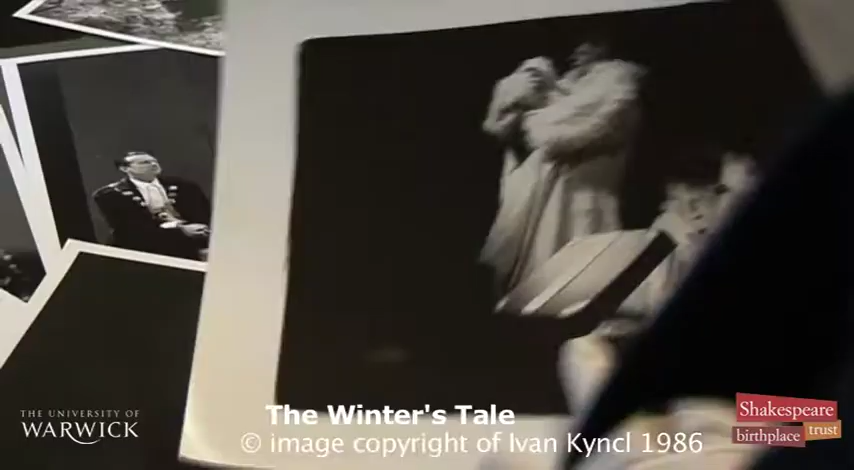 The Winter's Tale
© image copyright of Ivan Kyncl 1986
THE UNIVERSITY OF
WARWICK
Shakespeare
birthplace trust